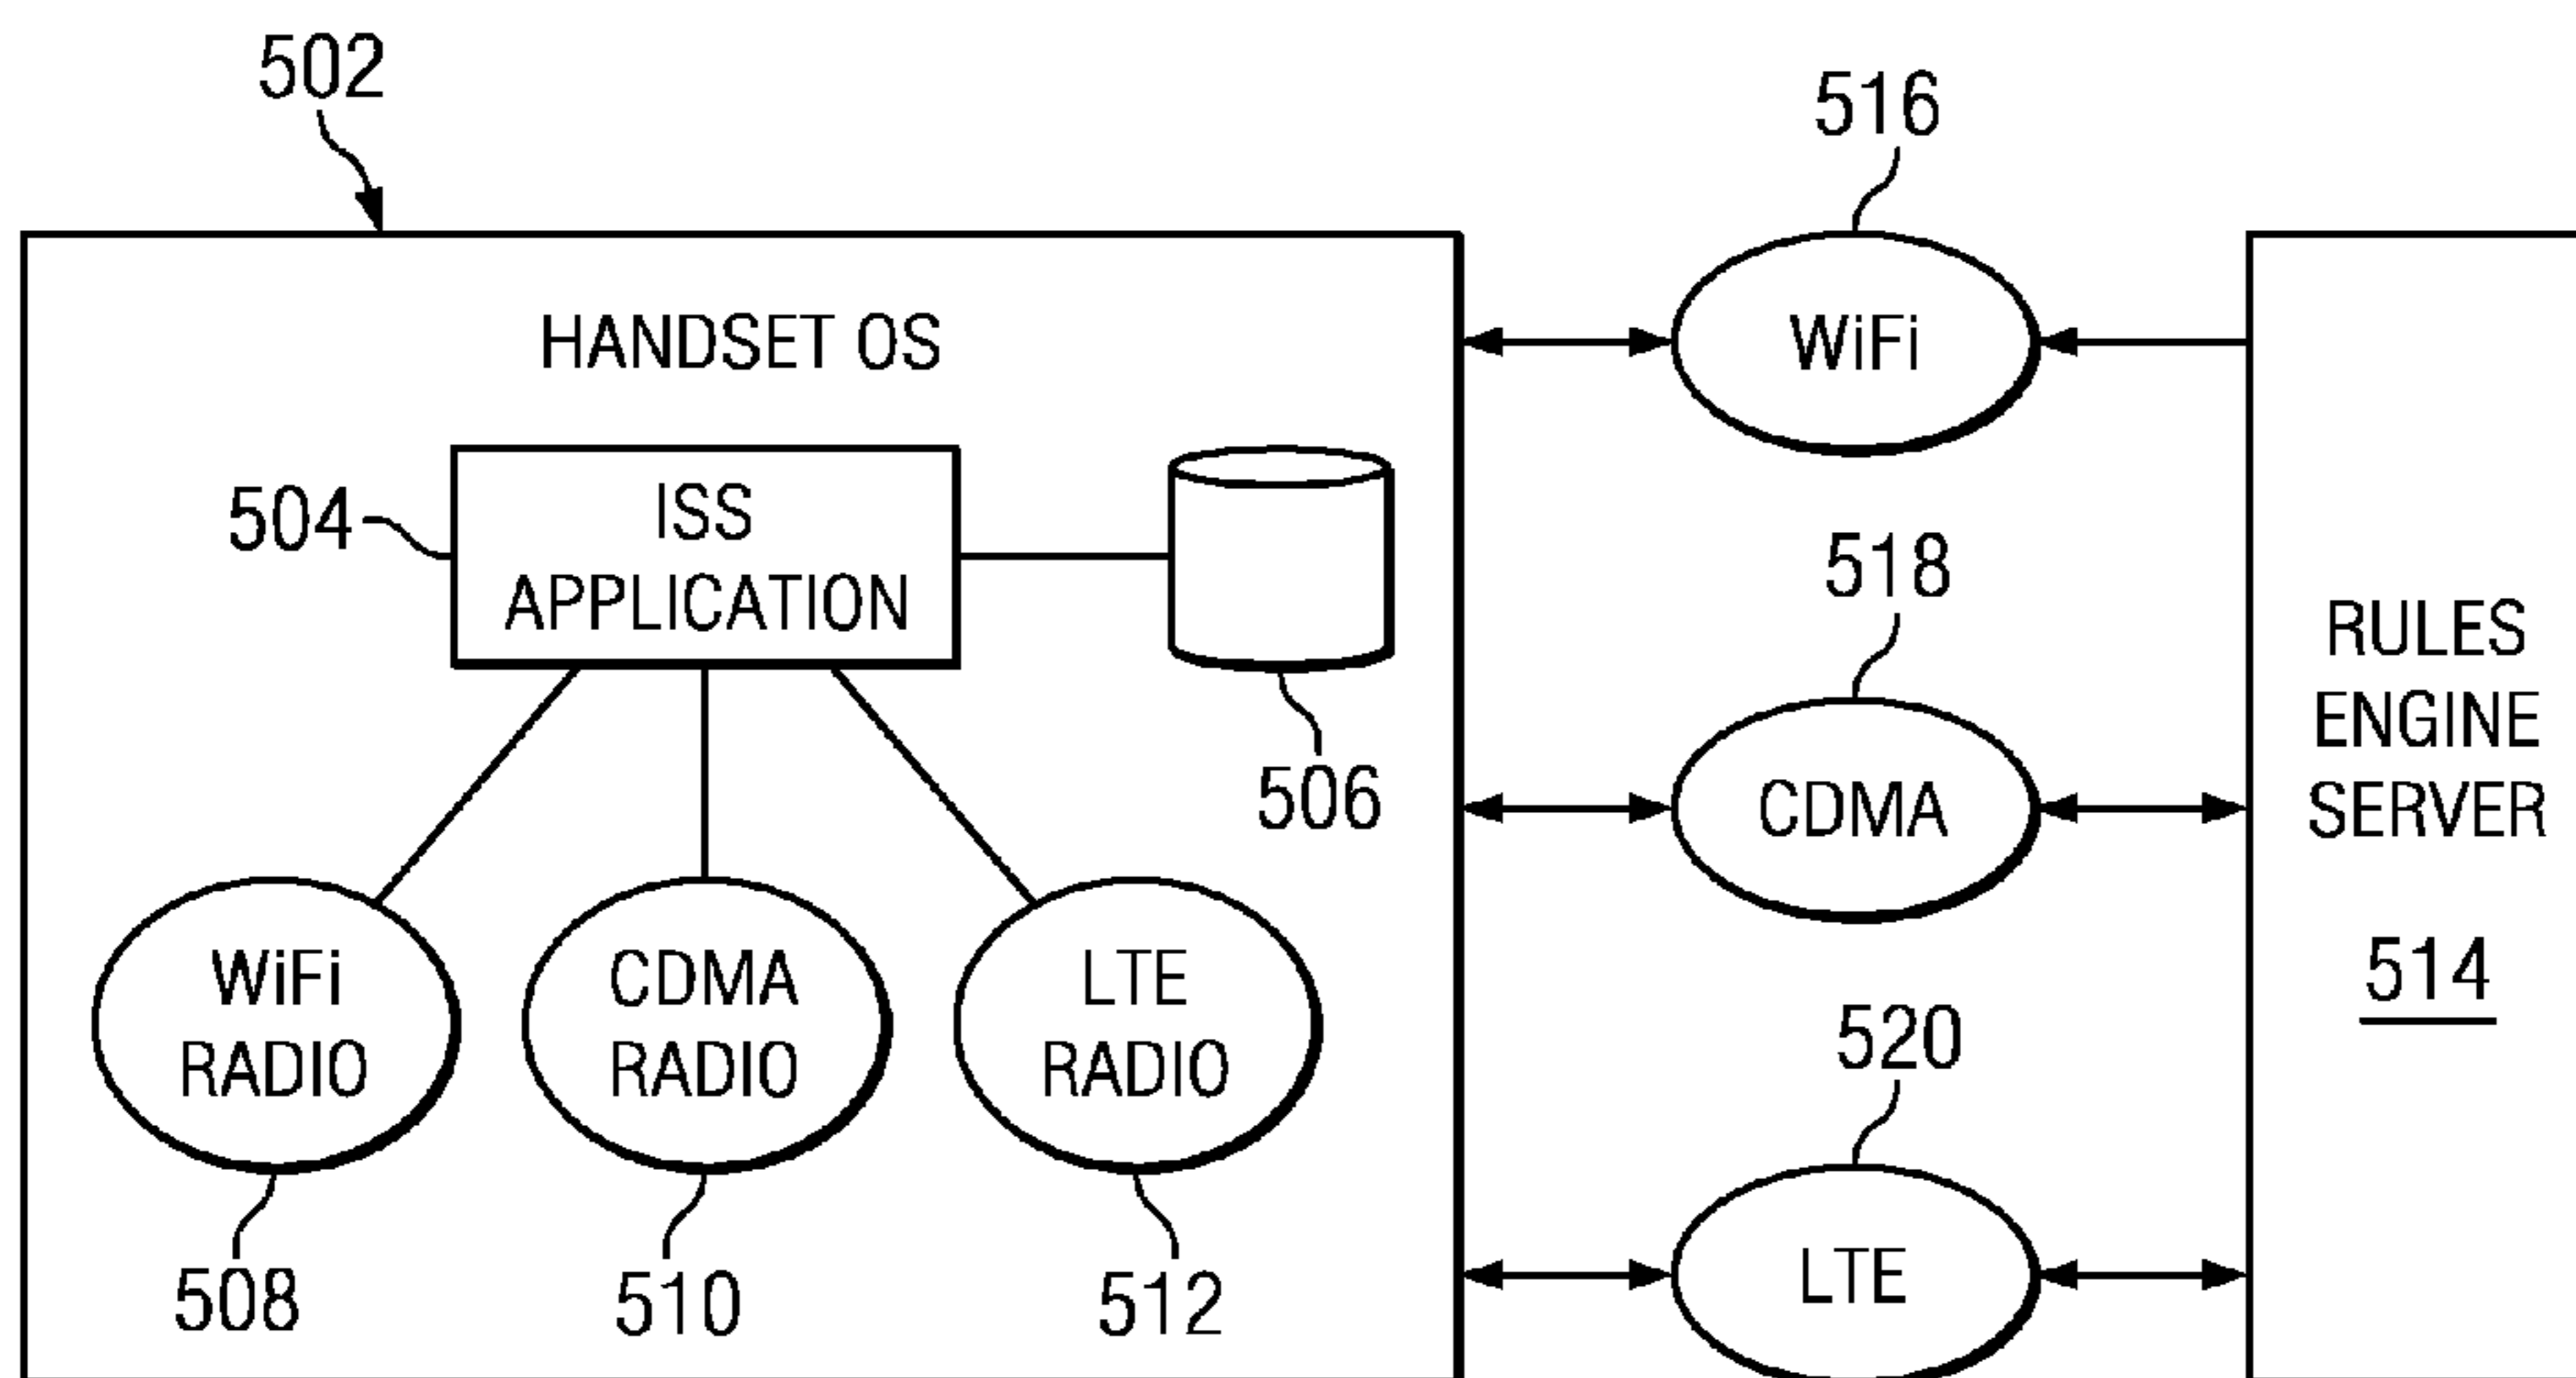 502
516
HANDSET OS
WiFi
504
ISS
APPLICATION
506
518
CDMA
RULES
ENGINE
SERVER
514
WiFi
RADIO
CDMA
RADIO
LTE
RADIO
508
510
512
520
LTE